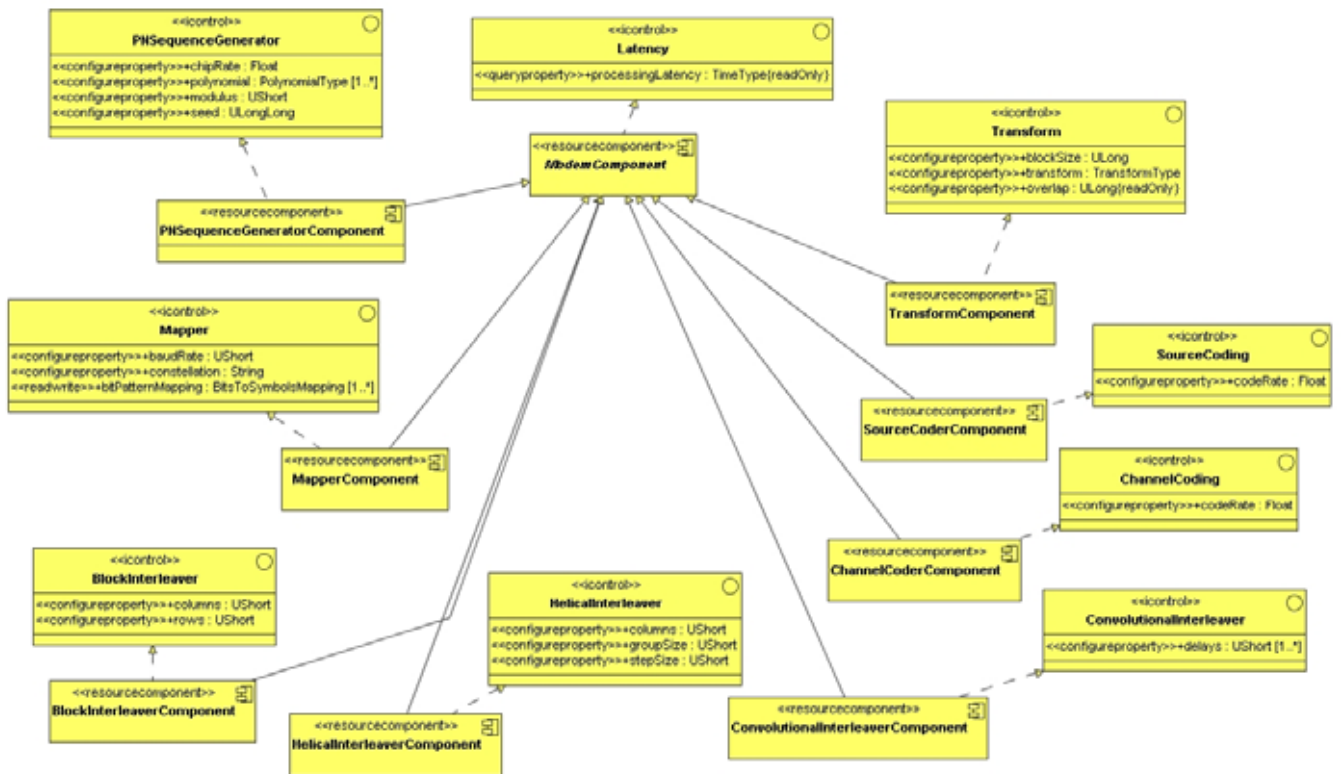 <<icontrol>>
PNSequenceGenerator
<<configureproperty>>+chipRate : Float
<<configureproperty>>+polynomial : PolynomialType [1..*]
<<configureproperty>>+modulus : UShort
<<configureproperty>>+seed : ULongLong
<<icontrol>>
Latency
<<queryproperty>>+processingLatency : TimeType{readOnly}
<<icontrol>>
Transform
<<configureproperty>>+blockSize : ULong
<<configureproperty>>+transform : TransformType
<<configureproperty>>+overlap : ULong{readOnly}
<<resourcecomponent>>
ModemComponent
<<resourcecomponent>>
PNSequenceGeneratorComponent
<<resourcecomponent>>
TransformComponent
<<icontrol>>
Mapper
<<configureproperty>>+baudRate : UShort
<<configureproperty>>+constellation : String
<<readwrite>>+bitPatternMapping : BitsToSymbolsMapping [1..*]
<<icontrol>>
SourceCoding
<<configureproperty>>+codeRate : Float
<<resourcecomponent>>
SourceCoderComponent
<<resourcecomponent>>
MapperComponent
<<icontrol>>
ChannelCoding
<<configureproperty>>+codeRate : Float
<<resourcecomponent>>
ChannelCoderComponent
<<icontrol>>
BlockInterleaver
<<configureproperty>>+columns : UShort
<<configureproperty>>+rows : UShort
<<icontrol>>
HelicalInterleaver
<<configureproperty>>+columns : UShort
<<configureproperty>>+groupSize : UShort
<<configureproperty>>+stepSize : UShort
<<icontrol>>
ConvolutionalInterleaver
<<configureproperty>>+delays : UShort [1..*]
<<resourcecomponent>>
BlockInterleaverComponent
<<resourcecomponent>>
HelicalInterleaverComponent
<<resourcecomponent>>
ConvolutionalInterleaverComponent